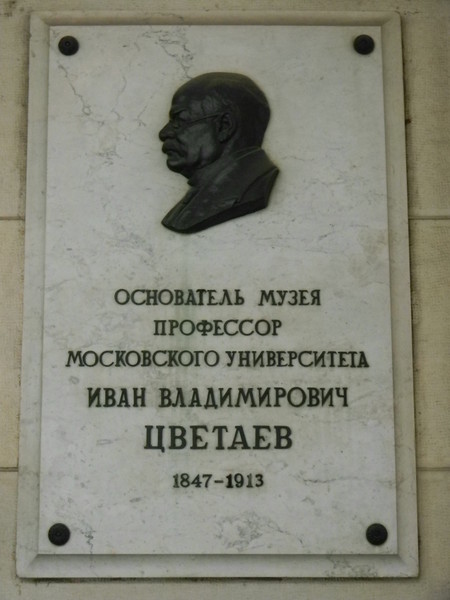 ОСНОВАТЕЛЬ МУЗЕЯ
ПРОФЕССОР
МОСКОВСКОГО УНИВЕРСИТЕТА
ИВАН ВЛАДИМИРОВИЧ
ЦВЕТАЕВ
1847-1913